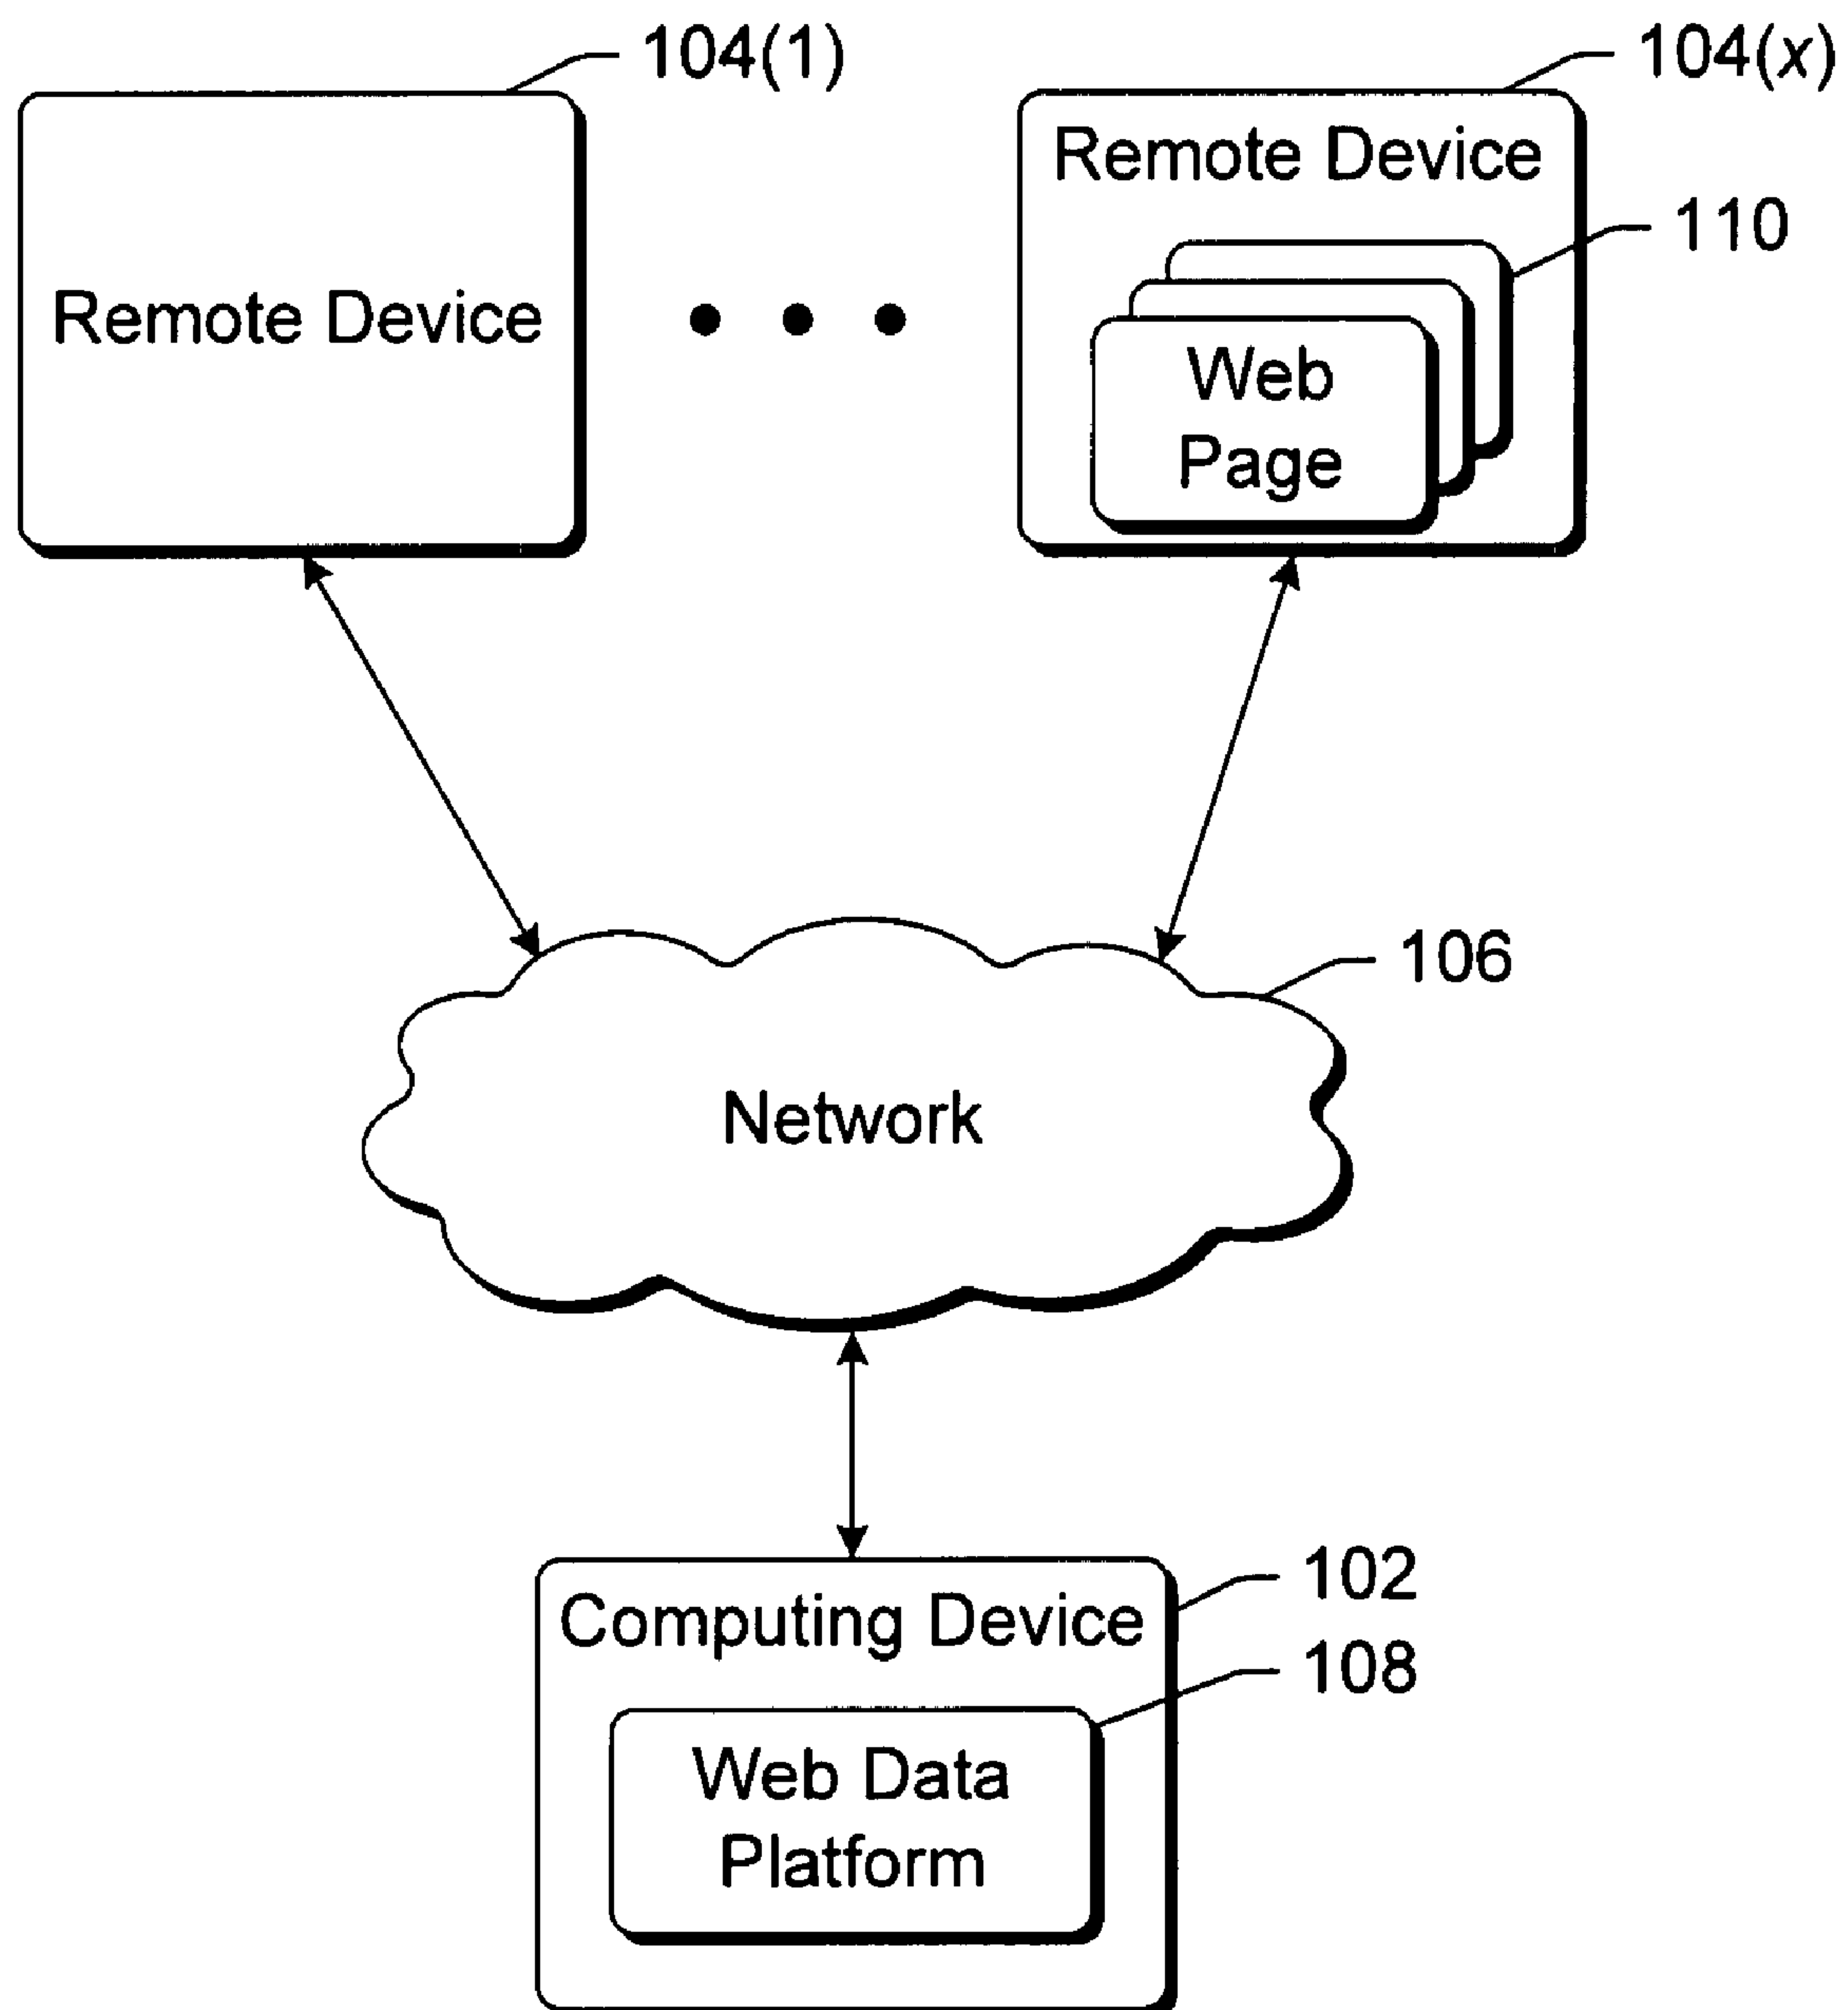 104(1)
104(x)
Remote Device
Remote Device
110
Web
Page
106
Network
102
Computing Device
108
Web Data
Platform